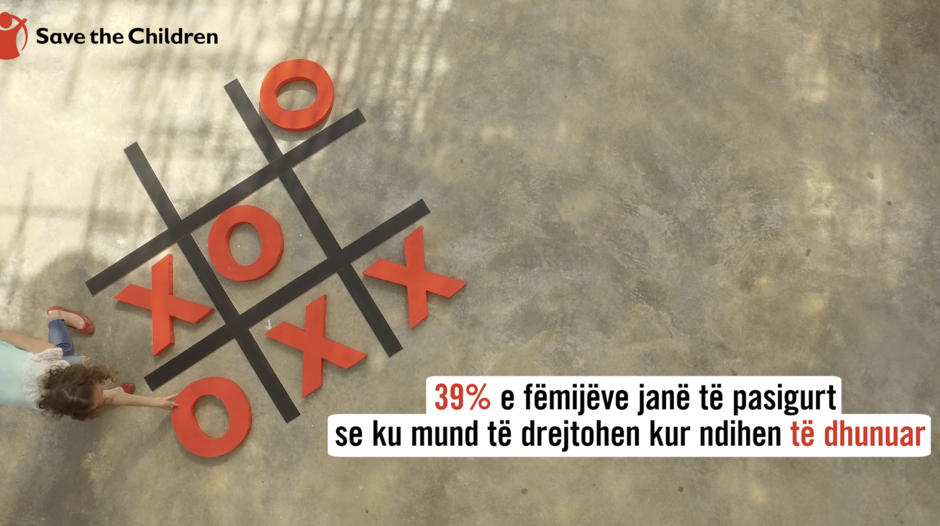 Save the Children
O
O
X
X
X
O
39% e fëmijëve janë të pasigurt
se ku mund të drejtohen kur ndihen të dhunuar